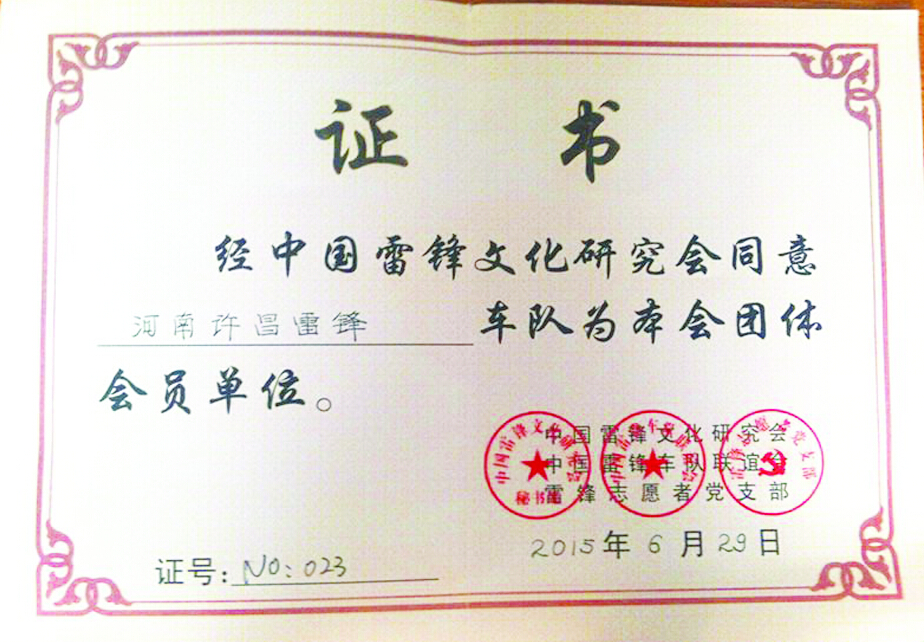 证 书
经中国雷锋文化研究会同意
河南许昌雷锋 车队为本会团体
会员单位。
中国雷锋文化研究会
中国雷锋车队联谊会
雷锋志愿者党支部
2015年6月29日
证号:NO:023